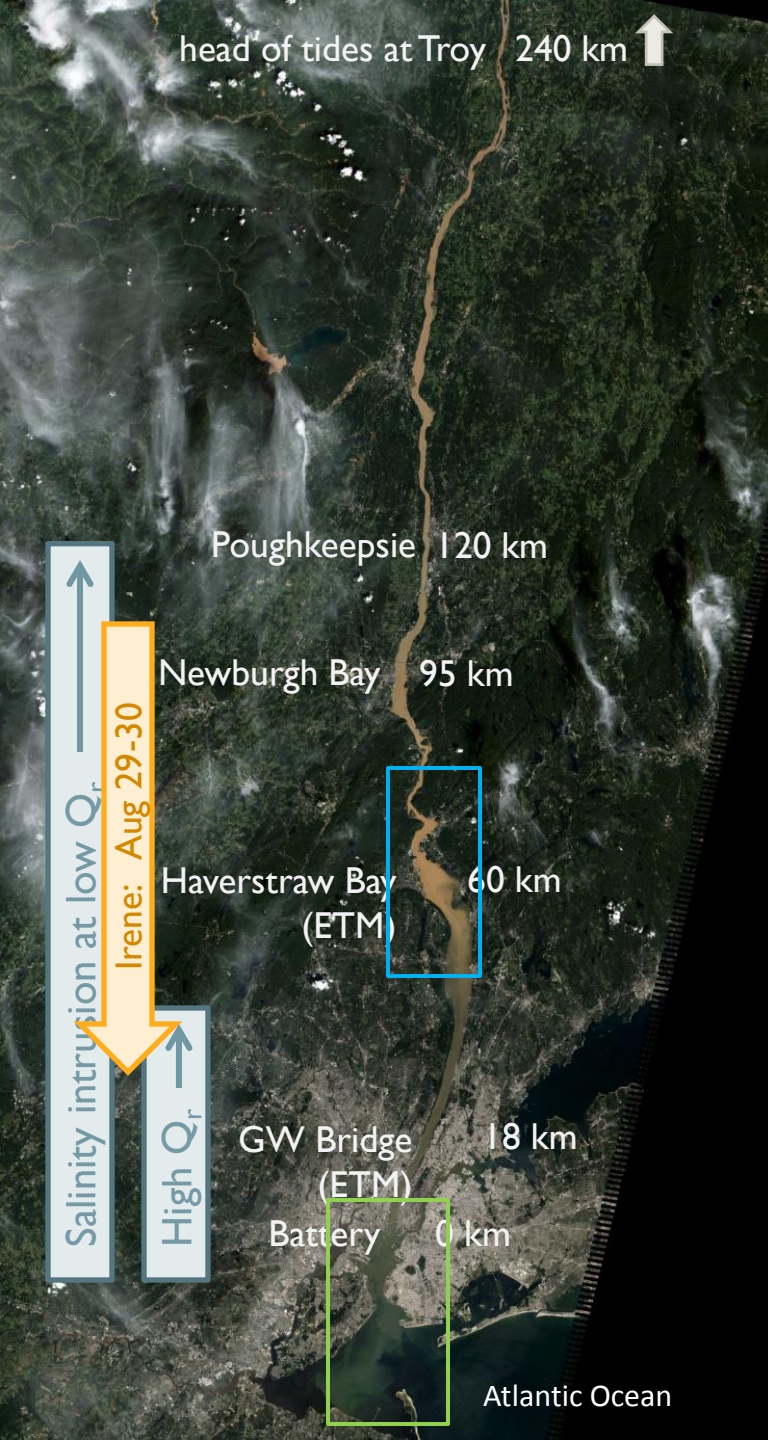 head of tides at Troy 240 km
Poughkeepsie 120 km
Newburgh Bay 95 km
Irene: Aug 29-30
Salinity intrusion at low Qr
Haverstraw Bay 60 km
(ETM)
High Qr
GW Bridge 18 km
(ETM)
Battery 0 km
Atlantic Ocean